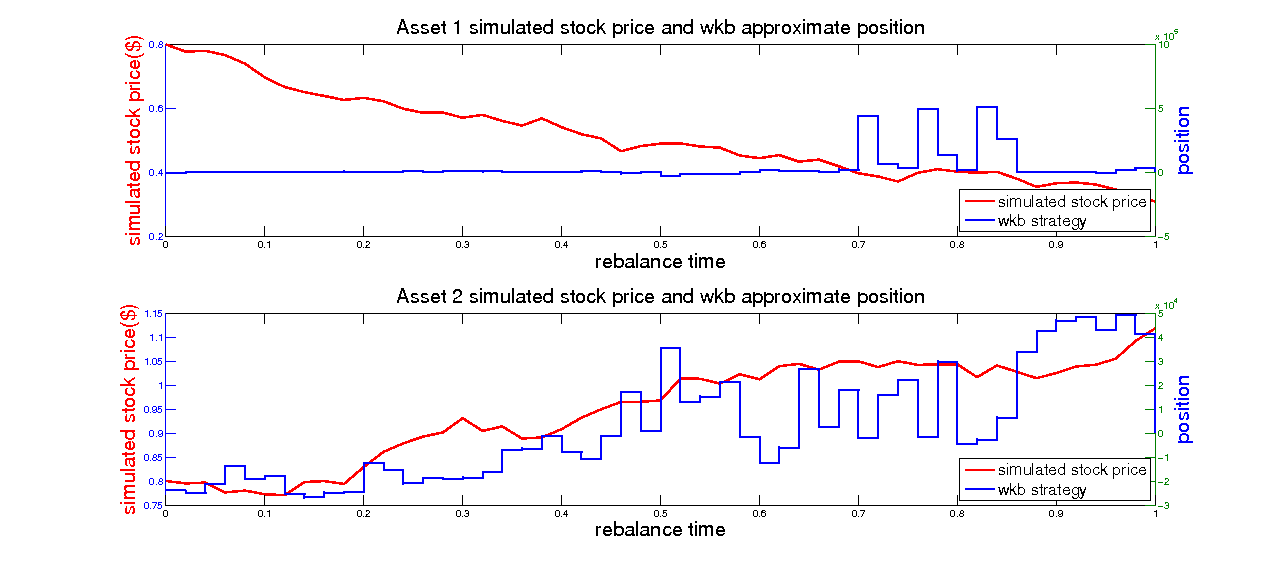 Asset 1 simulated stock price and wkb approximate position
x 10^5
simulated stock price($)
0.8
0.6
0.4
0.2
10
5
0
-5
position
simulated stock price
wkb strategy
0 0.1 0.2 0.3 0.4 0.5 0.6 0.7 0.8 0.9 1
rebalance time
Asset 2 simulated stock price and wkb approximate position
x 10^4
simulated stock price($)
1.15
1.1
1.05
1
0.95
0.9
0.85
0.8
0.75
5
4
3
2
1
0
-1
-2
-3
position
simulated stock price
wkb strategy
0 0.1 0.2 0.3 0.4 0.5 0.6 0.7 0.8 0.9 1
rebalance time